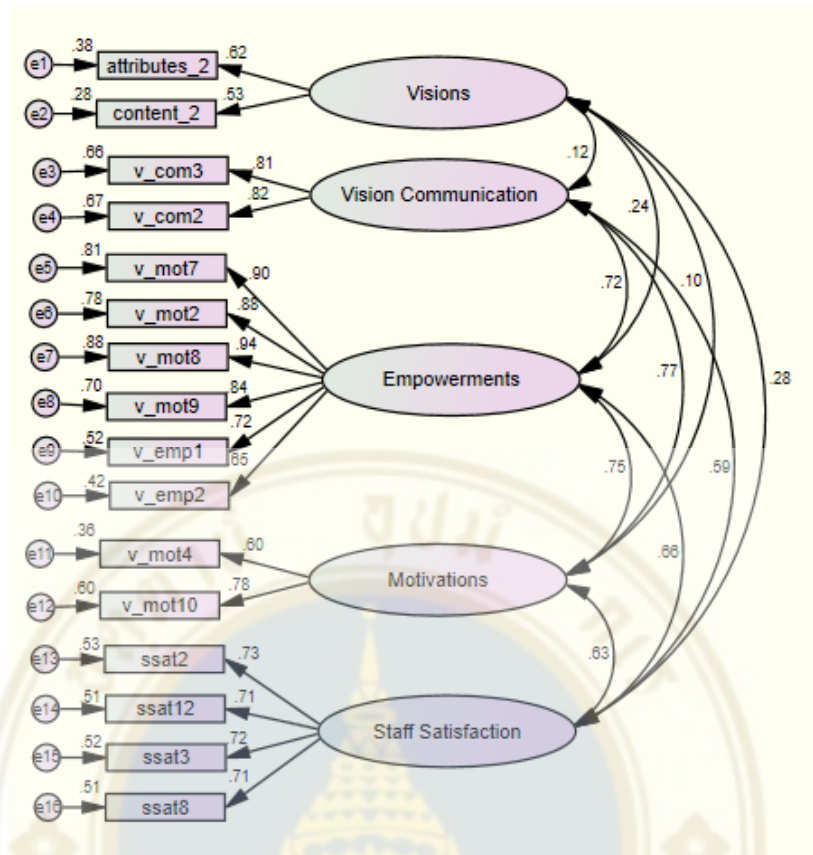 .38
e1
attributes_2
.62
Visions
.28
e2
content_2
.53
.12
.66
e3
v_com3
.81
Vision Communication
.67
e4
v_com2
.82
.24
.10
.28
.81
e5
v_mot7
.90
.72
.78
e6
v_mot2
.88
.88
e7
v_mot8
.94
Empowerments
.77
.70
e8
v_mot9
.84
.52
e9
v_emp1
.72
.75
.59
.42
e10
v_emp2
.65
.66
.36
e11
v_mot4
.60
Motivations
.60
e12
v_mot10
.78
.63
.53
e13
ssat2
.73
.51
e14
ssat12
.71
Staff Satisfaction
.52
e15
ssat3
.72
.51
e16
ssat8
.71